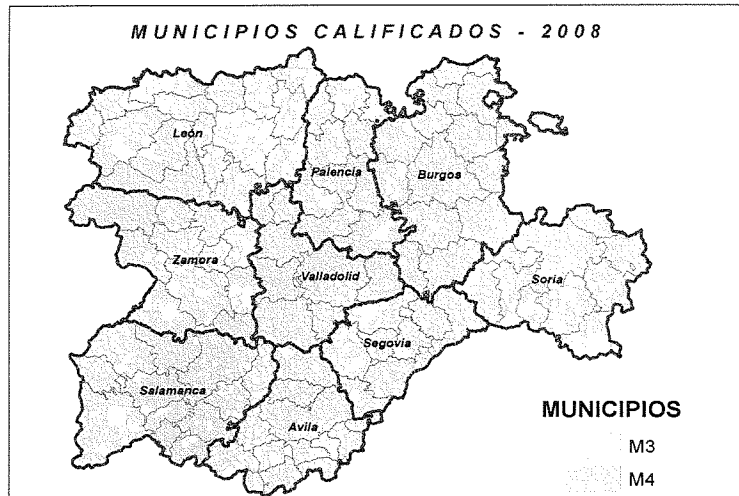 MUNICIPIOS CALIFICADOS - 2008
León
Palencia
Burgos
Zamora
Valladolid
Soria
Segovia
Salamanca
Avila
MUNICIPIOS
M3
M4